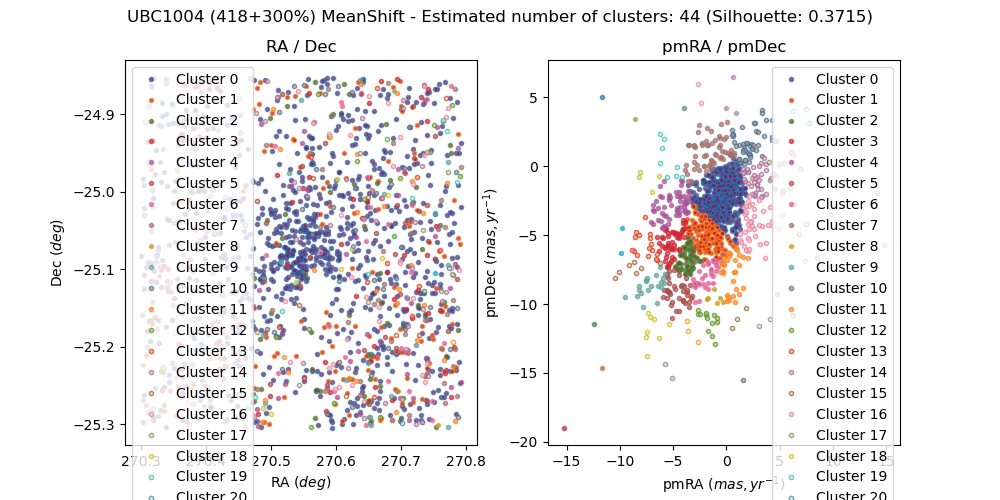 UBC1004 (418+300%) MeanShift - Estimated number of clusters: 44 (Silhouette: 0.3715)
RA / Dec
pmRA / pmDec
Dec (deg)
−24.9
−25.0
−25.1
−25.2
−25.3
270.3
270.4
270.5
270.6
270.7
270.8
RA (deg)
Cluster 0
Cluster 1
Cluster 2
Cluster 3
Cluster 4
Cluster 5
Cluster 6
Cluster 7
Cluster 8
Cluster 9
Cluster 10
Cluster 11
Cluster 12
Cluster 13
Cluster 14
Cluster 15
Cluster 16
Cluster 17
Cluster 18
Cluster 19
Cluster 20
pmDec (mas, yr⁻¹)
5
0
−5
−10
−15
−20
−15
−10
−5
0
5
10
15
pmRA (mas, yr⁻¹)
Cluster 0
Cluster 1
Cluster 2
Cluster 3
Cluster 4
Cluster 5
Cluster 6
Cluster 7
Cluster 8
Cluster 9
Cluster 10
Cluster 11
Cluster 12
Cluster 13
Cluster 14
Cluster 15
Cluster 16
Cluster 17
Cluster 18
Cluster 19
Cluster 20